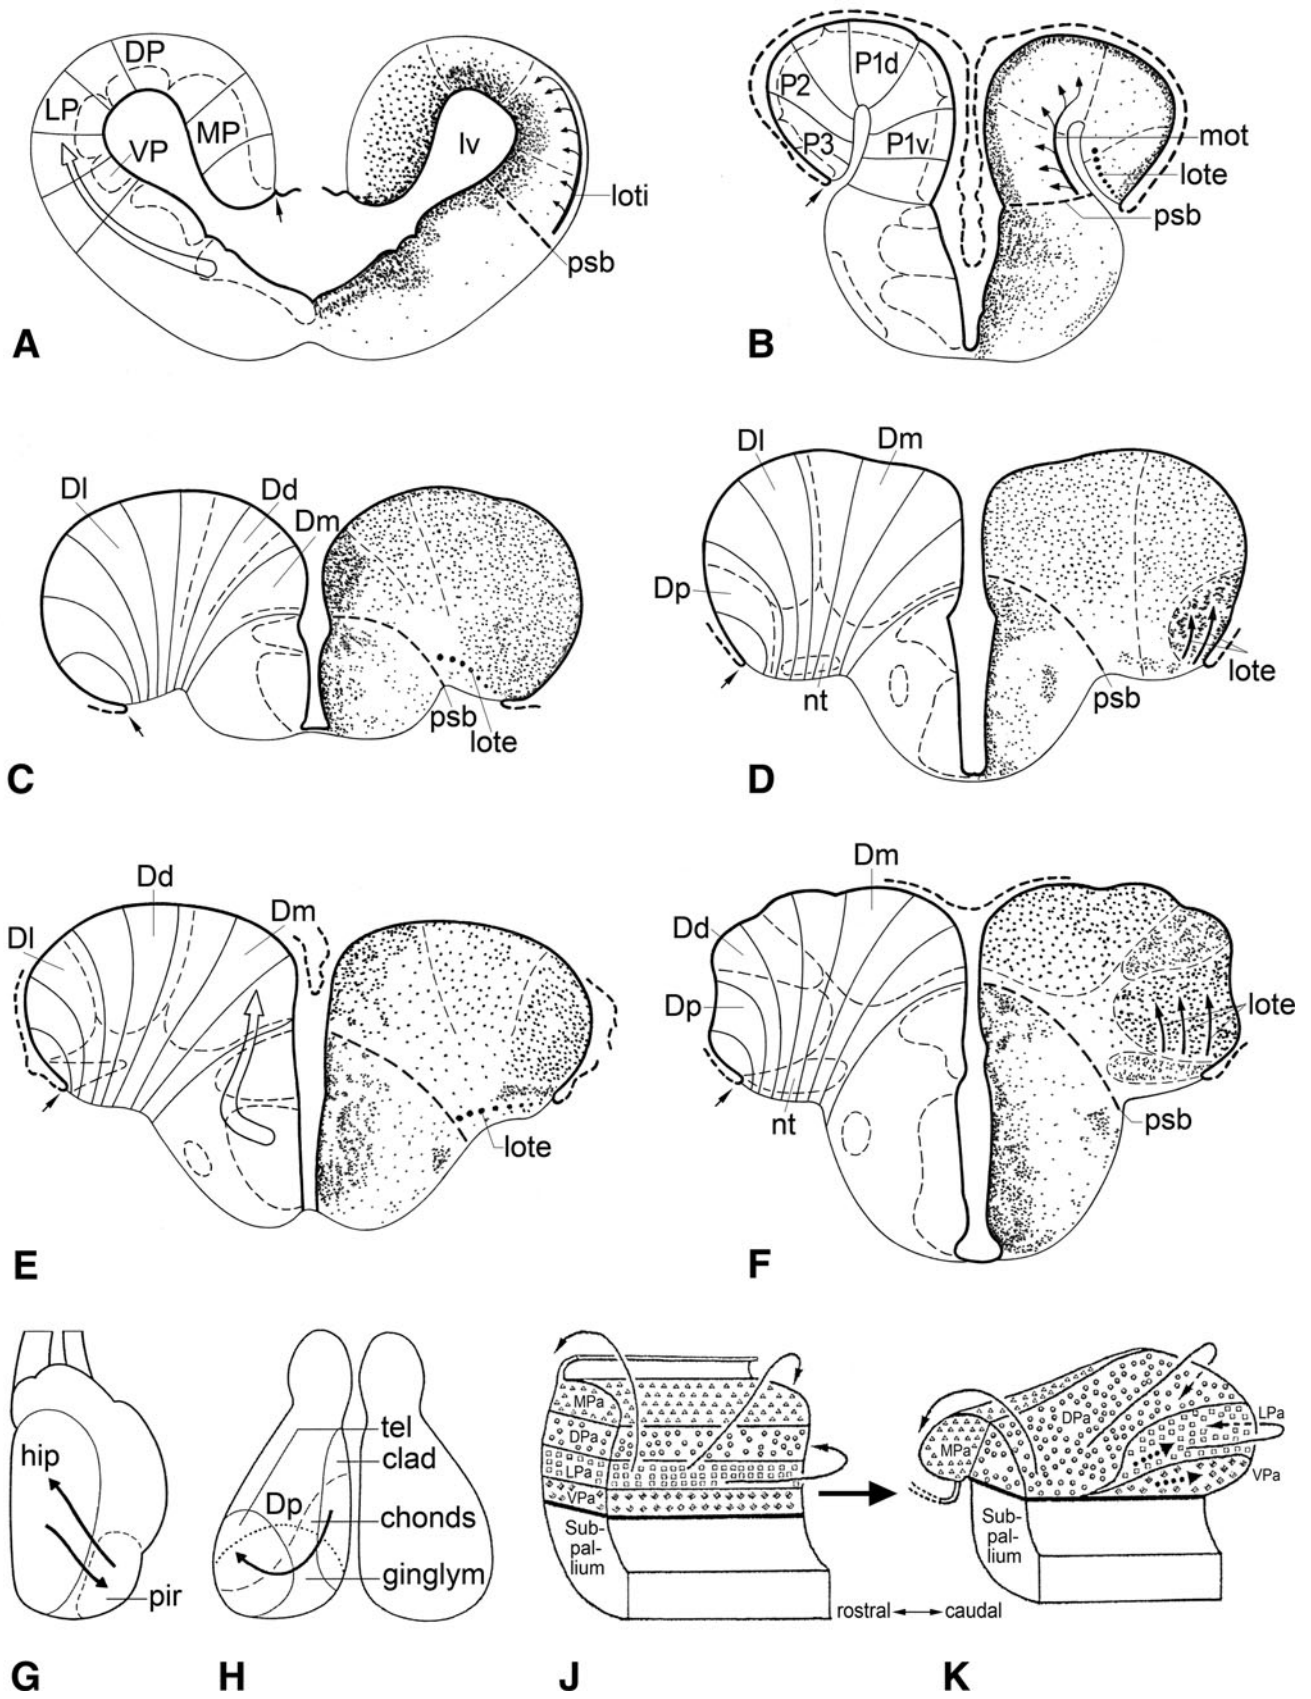 DP
LP
MP
VP
lv
loti
psb
A
P1d
P2
P3
P1v
mot
lote
psb
B
Dl
Dd
Dm
psb
lote
C
Dl
Dm
Dp
nt
psb
lote
D
Dd
Dl
Dm
lote
E
Dm
Dd
Dp
lote
nt
psb
F
hip
pir
G
tel
clad
Dp
chonds
ginglym
H
MPa
DPa
LPa
VPa
Sub-
pal-
lium
rostral
caudal
J
DPa
LPa
MPa
VPa
Sub-
pal-
lium
K